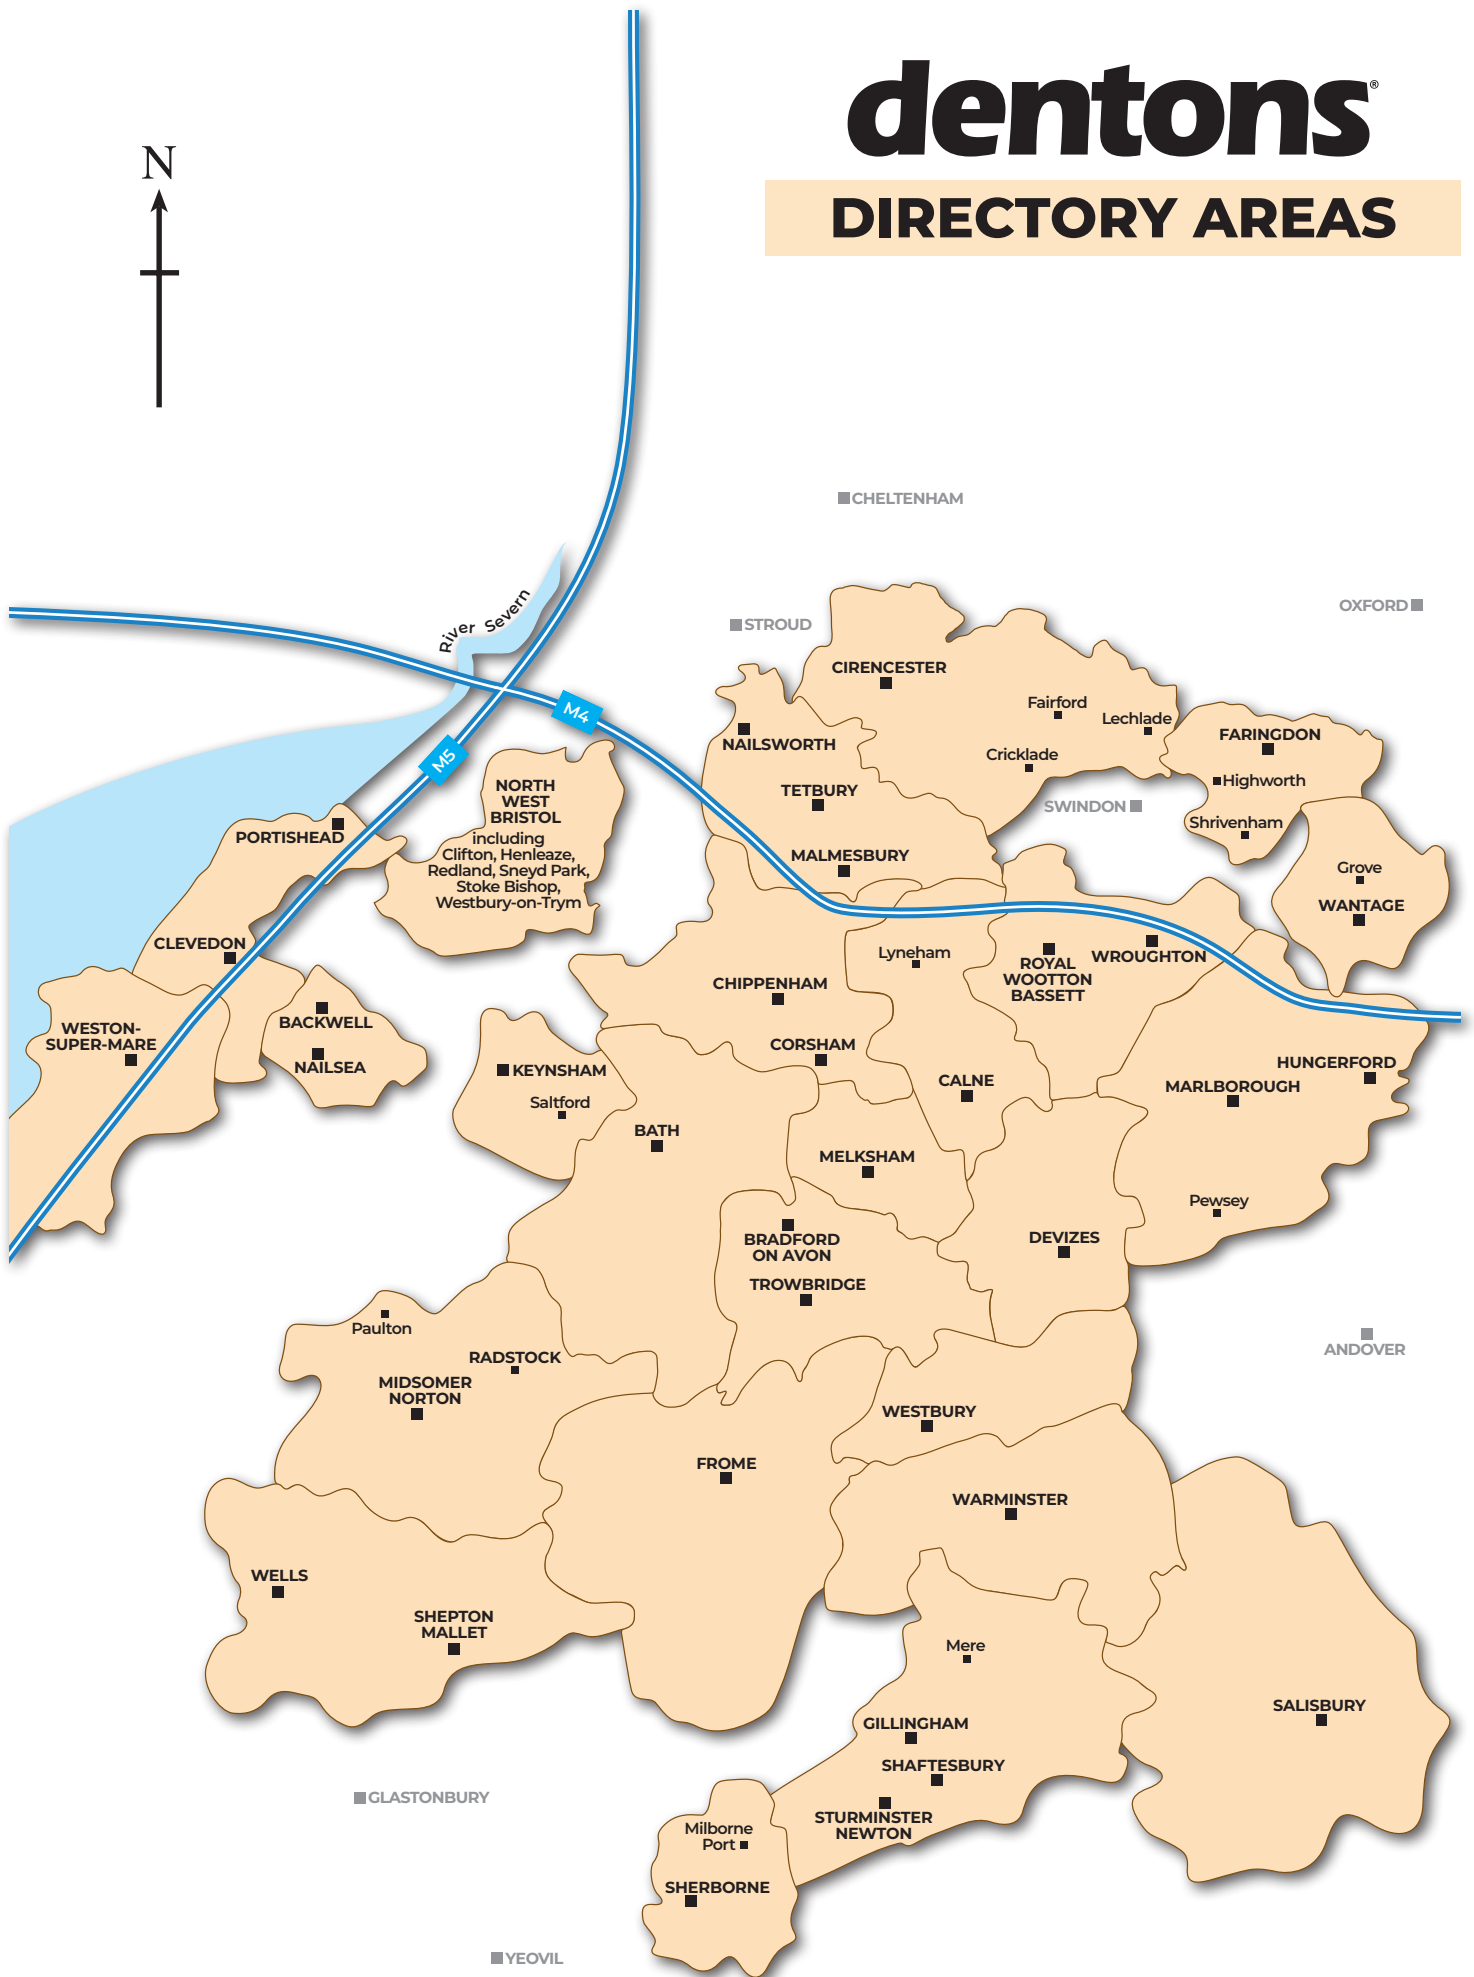 dentons®
DIRECTORY AREAS
N
CHELTENHAM
OXFORD
River Severn
STROUD
CIRENCESTER
Fairford
Lechlade
M4
NAILSWORTH
FARINGDON
Cricklade
M5
Highworth
TETBURY
SWINDON
NORTH
WEST
BRISTOL
including
Clifton, Henleaze,
Redland, Sneyd Park,
Stoke Bishop,
Westbury-on-Trym
Shrivenham
PORTISHEAD
MALMESBURY
Grove
WANTAGE
CLEVEDON
Lyneham
WROUGHTON
ROYAL
WOOTTON
BASSETT
CHIPPENHAM
BACKWELL
WESTON-
SUPER-MARE
CORSHAM
NAILSEA
KEYNSHAM
HUNGERFORD
CALNE
MARLBOROUGH
Saltford
BATH
MELKSHAM
Pewsey
BRADFORD
ON AVON
DEVIZES
TROWBRIDGE
Paulton
ANDOVER
RADSTOCK
MIDSOMER
NORTON
WESTBURY
FROME
WARMINSTER
WELLS
SHEPTON
MALLET
Mere
SALISBURY
GILLINGHAM
SHAFTESBURY
GLASTONBURY
STURMINSTER
NEWTON
Milborne
Port
SHERBORNE
YEOVIL